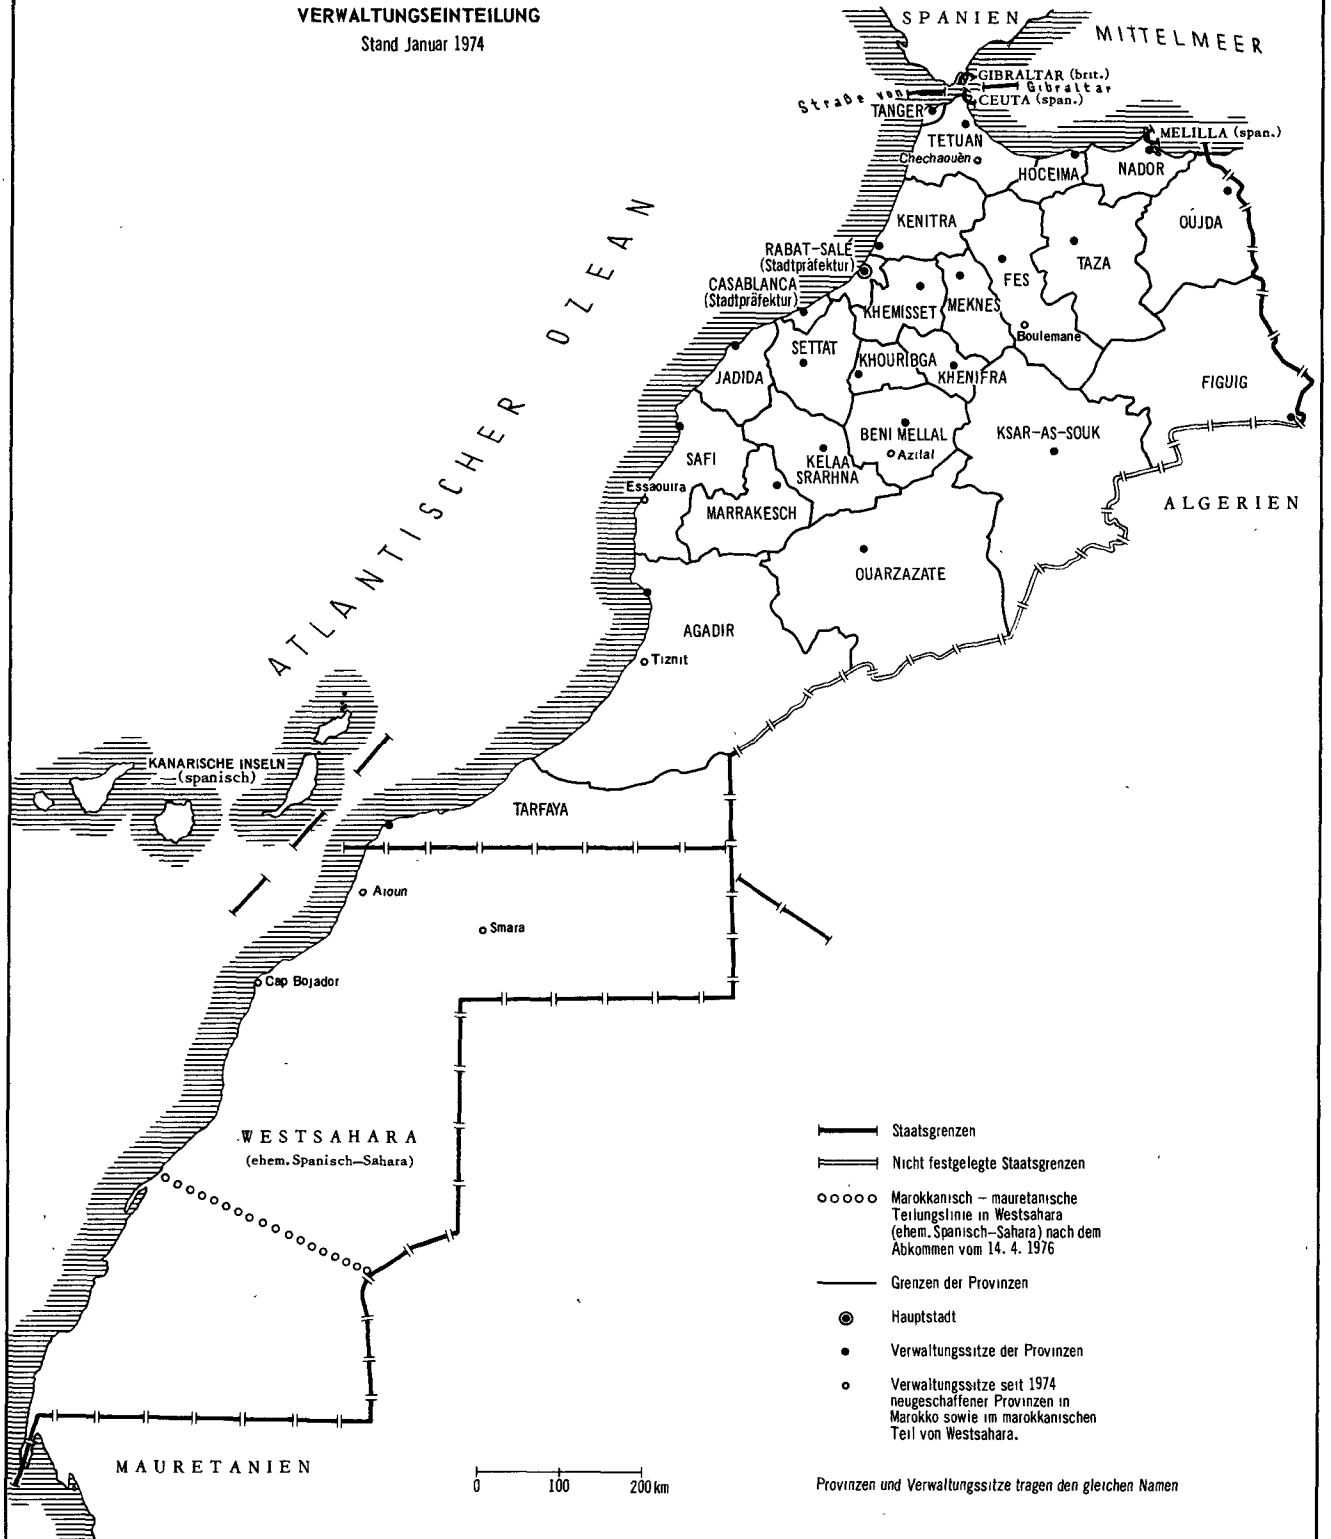 VERWALTUNGSEINTEILUNG
Stand Januar 1974
SPANIEN
MITTELMEER
GIBRALTAR (brit.)
Straße von Gibraltar
CEUTA (span.)
TANGER
TETUAN
MELILLA (span.)
Chechaouèn
HOCEIMA
NADOR
KENITRA
OUJDA
RABAT-SALÉ
(Stadtpräfektur)
TAZA
FES
CASABLANCA
(Stadtpräfektur)
KHEMISSET
MEKNES
Boulemane
SETTAT
KHOURIBGA
KHENIFRA
JADIDA
FIGUIG
BENI MELLAL
KSAR-AS-SOUK
Azilal
SAFI
KELAA
SRARHNA
Essaouira
MARRAKESCH
ALGERIEN
ATLANTISCHER OZEAN
OUARZAZATE
AGADIR
Tiznit
KANARISCHE INSELN
(spanisch)
TARFAYA
Aioun
Smara
Cap Bojador
WESTSAHARA
(ehem. Spanisch-Sahara)
MAURETANIEN
Staatsgrenzen
Nicht festgelegte Staatsgrenzen
Marokkanisch - mauretanische
Teilungslinie in Westsahara
(ehem. Spanisch-Sahara) nach dem
Abkommen vom 14. 4. 1976
Grenzen der Provinzen
Hauptstadt
Verwaltungssitze der Provinzen
Verwaltungssitze seit 1974
neugeschaffener Provinzen in
Marokko sowie im marokkanischen
Teil von Westsahara.
0 100 200 km
Provinzen und Verwaltungssitze tragen den gleichen Namen